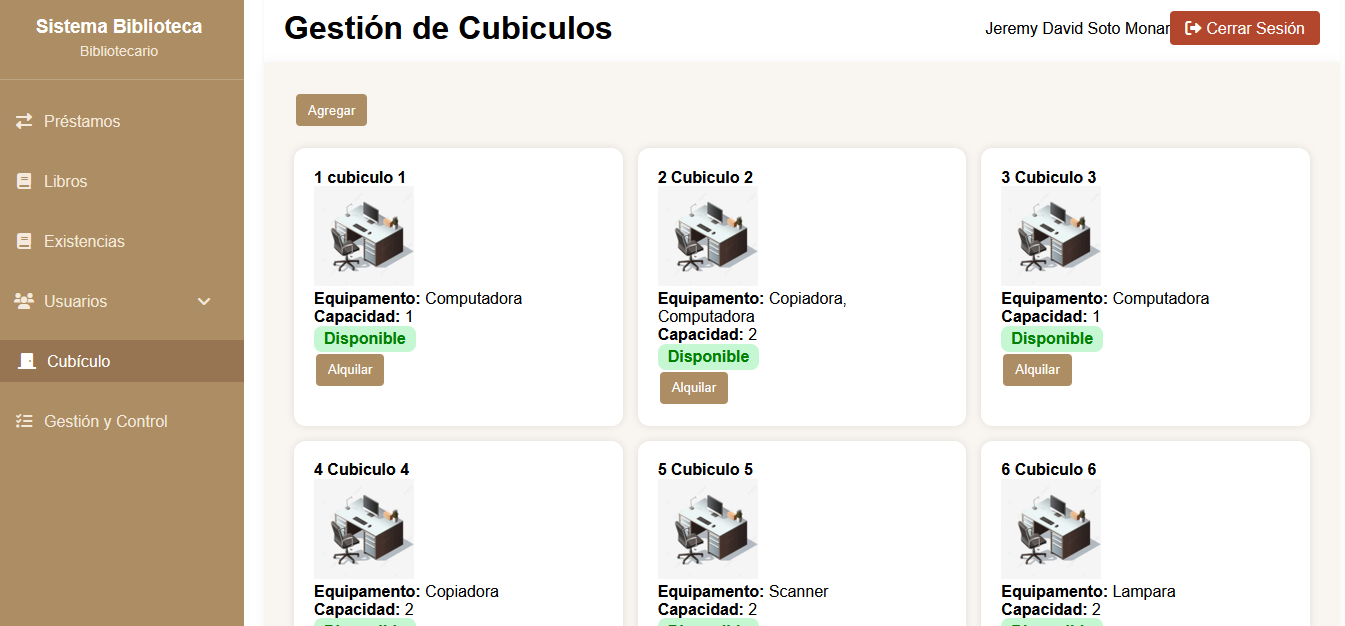 Sistema Biblioteca
Bibliotecario
Préstamos
Libros
Existencias
Usuarios
Cubículo
Gestión y Control
Gestión de Cubiculos
Jeremy David Soto Monar
Cerrar Sesión
Agregar
1 cubiculo 1
Equipamento: Computadora
Capacidad: 1
Disponible
Alquilar
2 Cubiculo 2
Equipamento: Copiadora,
Computadora
Capacidad: 2
Disponible
Alquilar
3 Cubiculo 3
Equipamento: Computadora
Capacidad: 1
Disponible
Alquilar
4 Cubiculo 4
Equipamento: Copiadora
Capacidad: 2
5 Cubiculo 5
Equipamento: Scanner
Capacidad: 2
6 Cubiculo 6
Equipamento: Lampara
Capacidad: 2